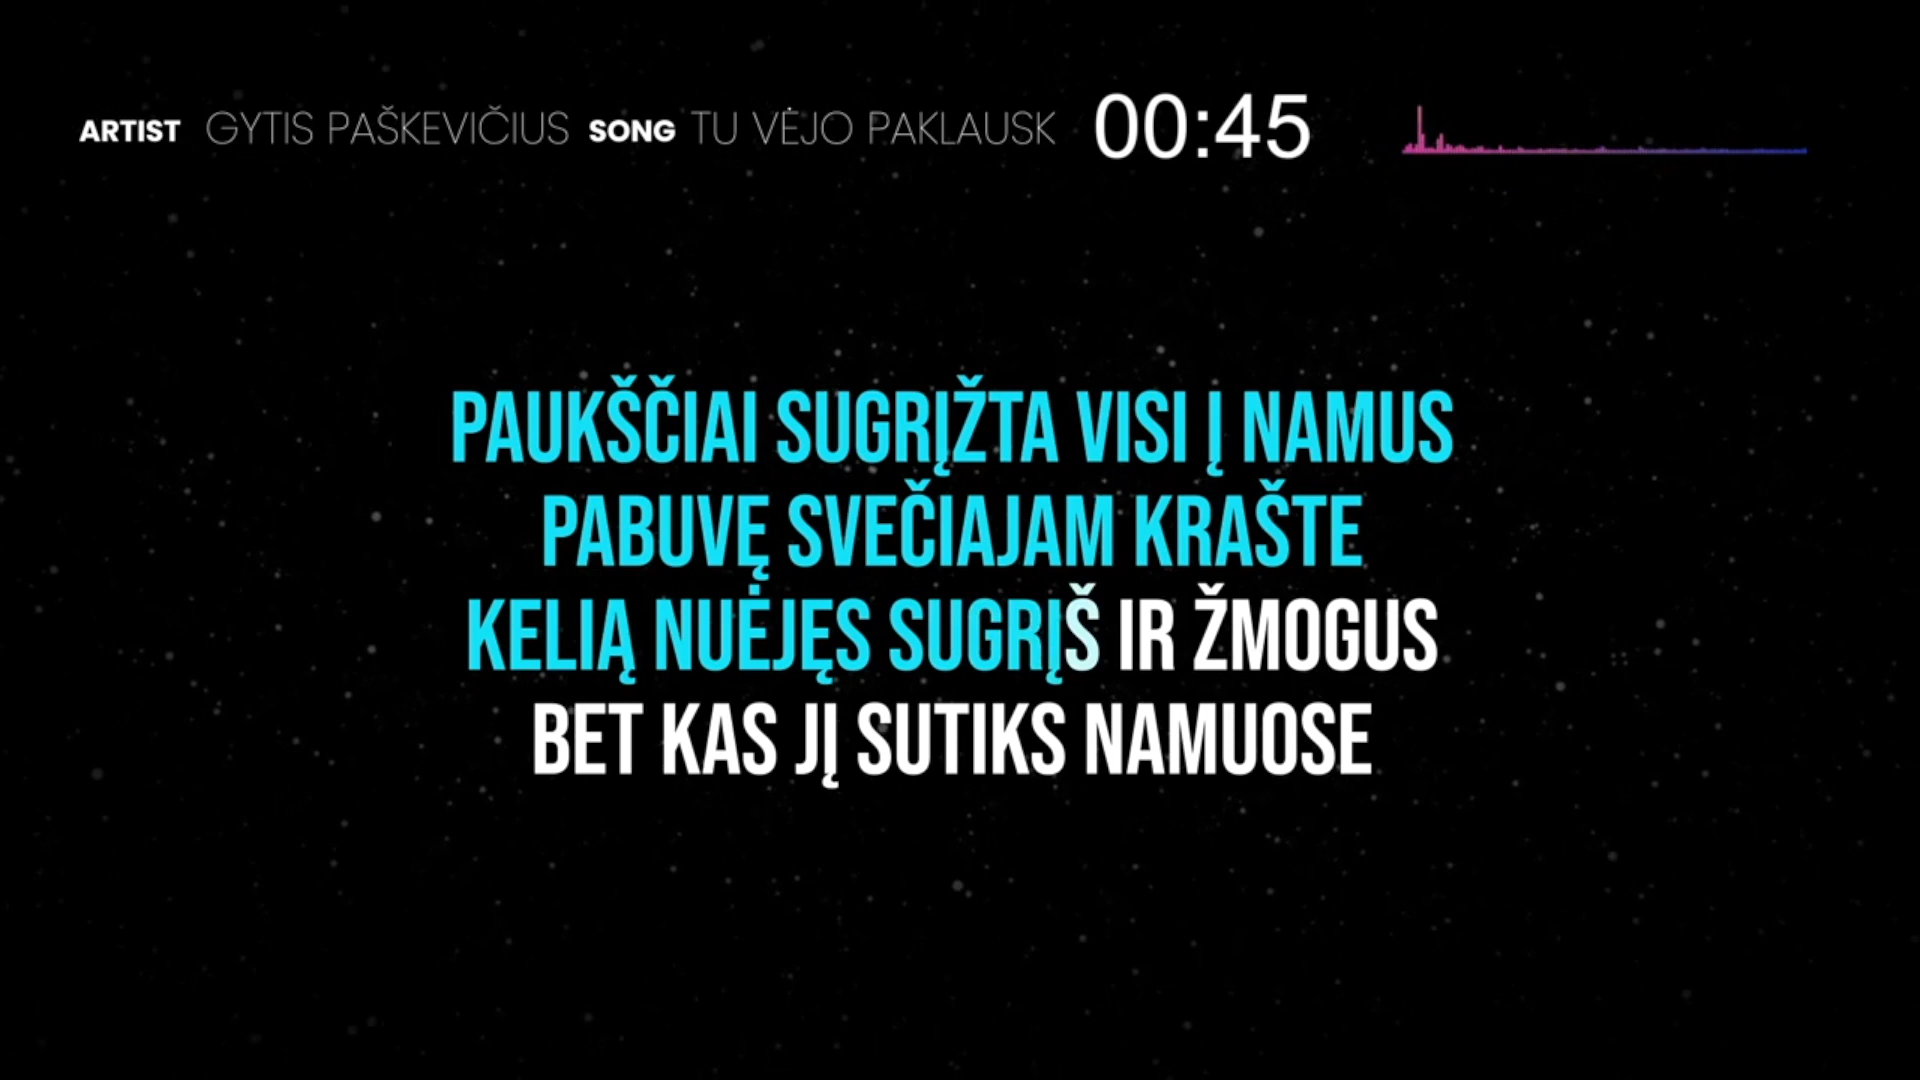 ARTIST GYTIS PAŠKEVIČIUS SONG TU VĖJO PAKLAUSK 00:45
PAUKŠČIAI SUGRĮŽTA VISI Į NAMUS
PABUVĘ SVEČIAJAM KRAŠTE
KELIĄ NUĖJĘS SUGRĮŠ IR ŽMOGUS
BET KAS JĮ SUTIKS NAMUOSE